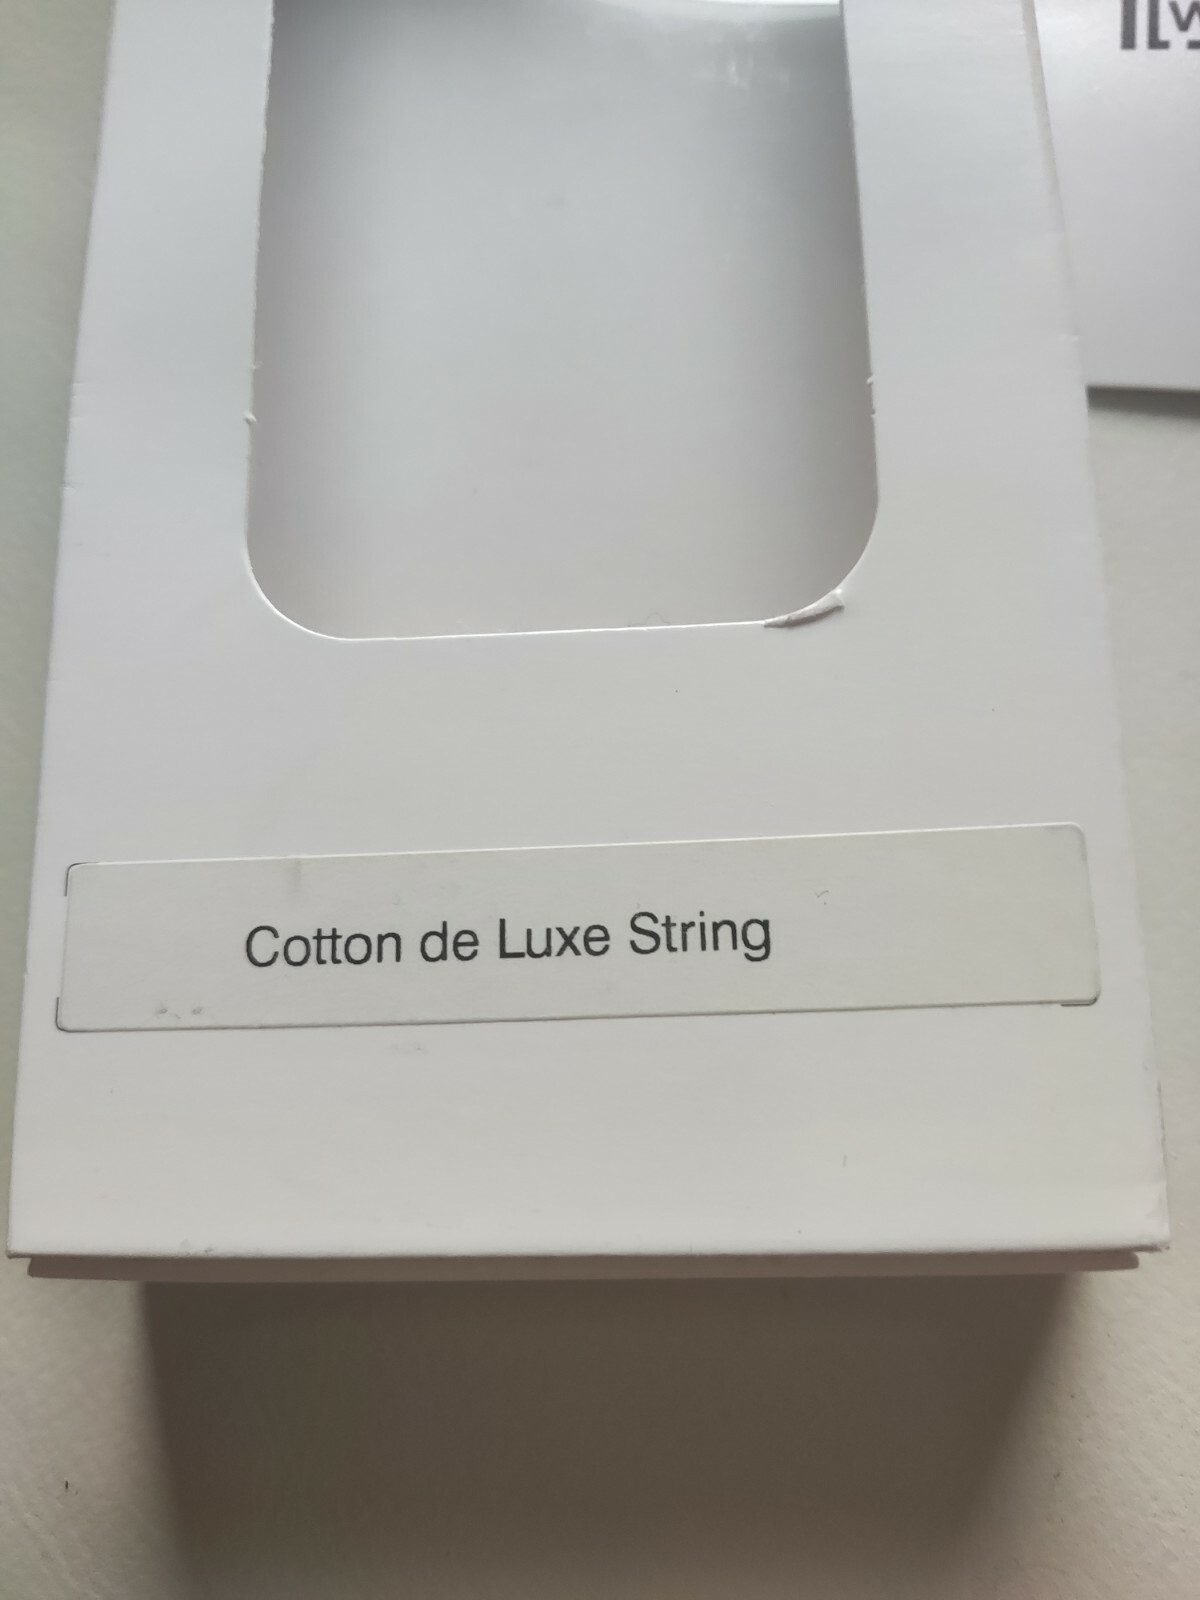 Cotton de Luxe String